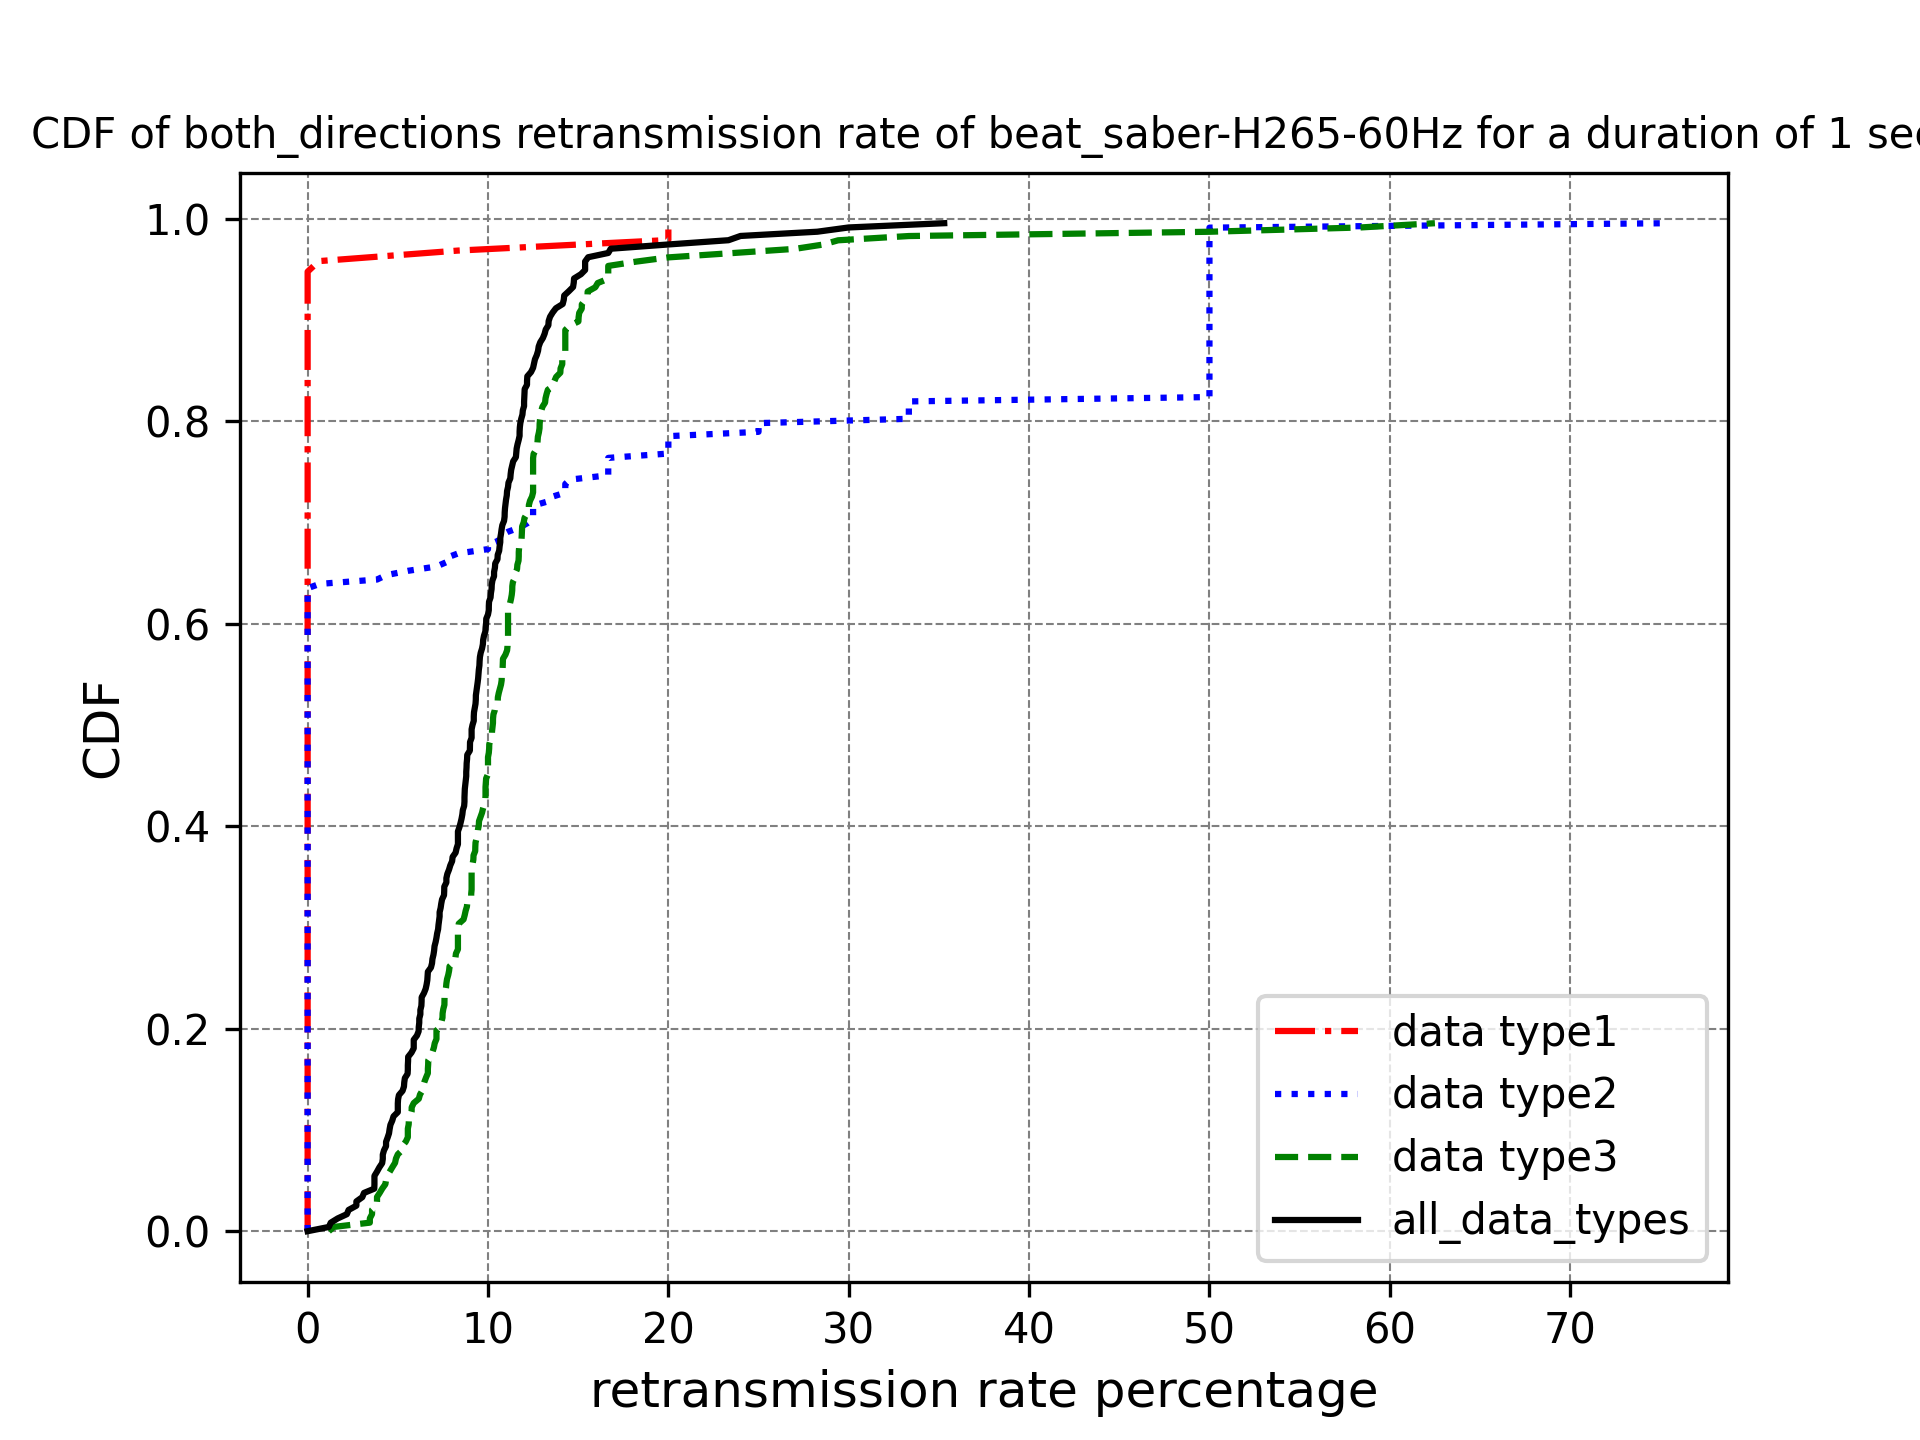 CDF of both_directions retransmission rate of beat_saber-H265-60Hz for a duration of 1
1.0
0.8
0.6
0.4
0.2
0.0
CDF
0 10 20 30 40 50 60 70
retransmission rate percentage
data type1
data type2
data type3
all_data_types